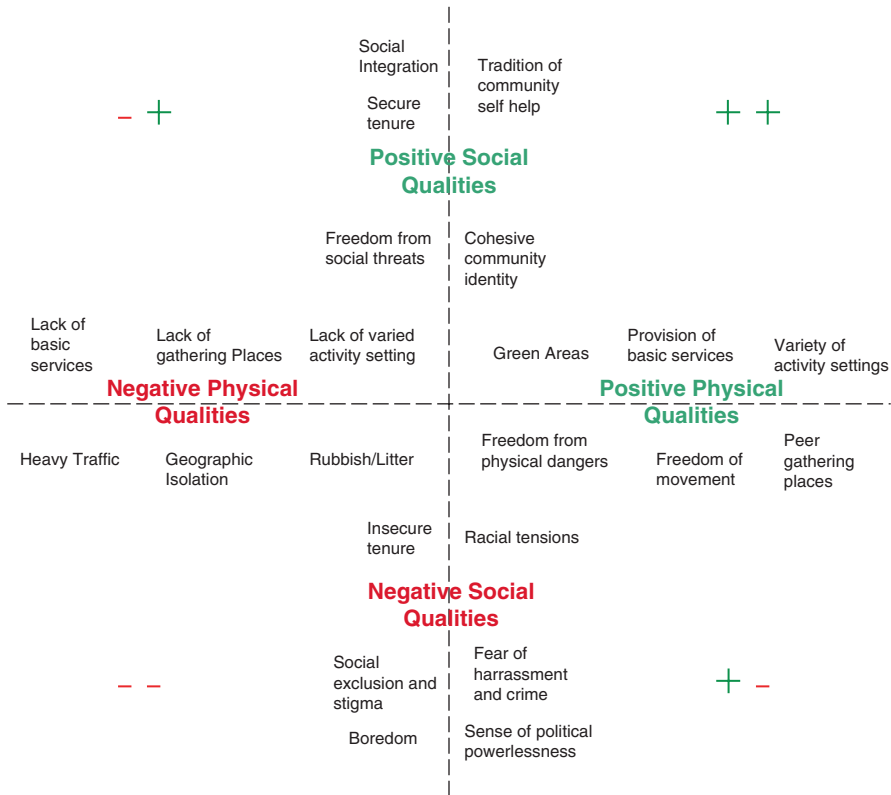 Social
Integration
Tradition of
community
self help
Secure
tenure
– +
+ +
Positive Social
Qualities
Freedom from
social threats
Cohesive
community
identity
Lack of
basic
services
Lack of
gathering Places
Lack of varied
activity setting
Green Areas
Provision of
basic services
Variety of
activity settings
Negative Physical
Qualities
Positive Physical
Qualities
Heavy Traffic
Geographic
Isolation
Rubbish/Litter
Freedom from
physical dangers
Freedom of
movement
Peer
gathering
places
Insecure
tenure
Racial tensions
Negative Social
Qualities
Social
exclusion and
stigma
Fear of
harrassment
and crime
– –
+ –
Boredom
Sense of political
powerlessness